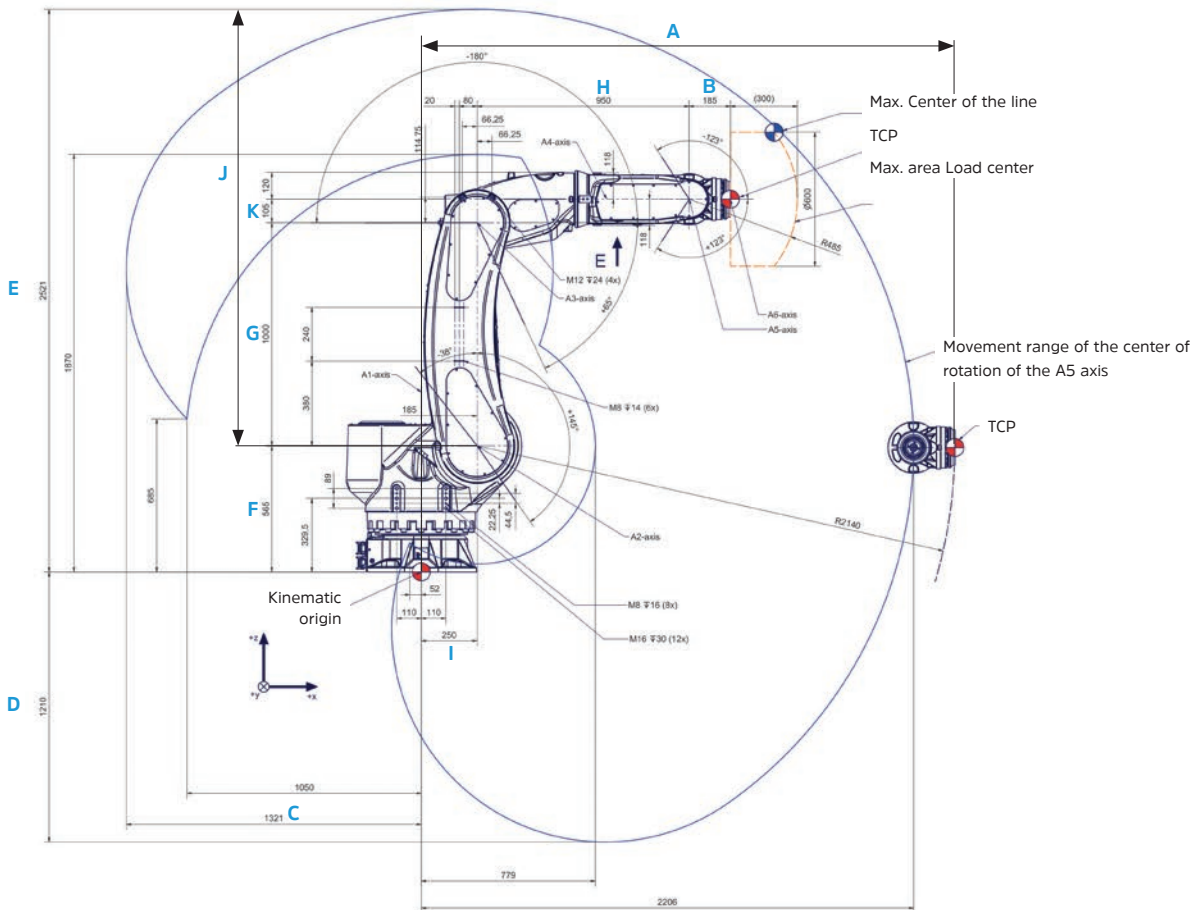 A
-180°
H
B
20
80
950
185
(300)
Max. Center of the line
66,25
66,25
114,75
A4-axis
118
-123°
TCP
Max. area Load center
J
120
K
105
Ø600
118
+123°
R485
E
E
2521
M12 ↧24 (4x)
A3-axis
+65°
A6-axis
A5-axis
G
1000
240
1870
-38°
Movement range of the center of
rotation of the A5 axis
A1-axis
380
M8 ↧14 (6x)
185
+145°
TCP
685
F
565
89
329,5
22,25
44,5
R2140
A2-axis
Kinematic
origin
52
M8 ↧16 (8x)
110
110
M16 ↧30 (12x)
250
I
+z
+y
+x
D
1210
1050
C
1321
779
2206